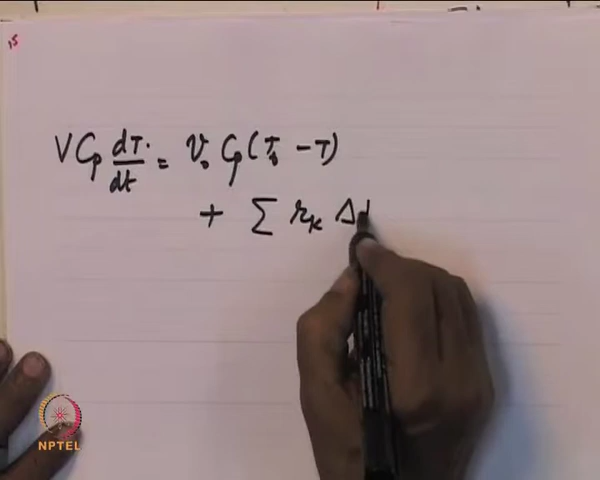 15
V Cp dT/dt = v₀ Cp (T₀ - T)
+ Σ rₖ Δ
NPTEL